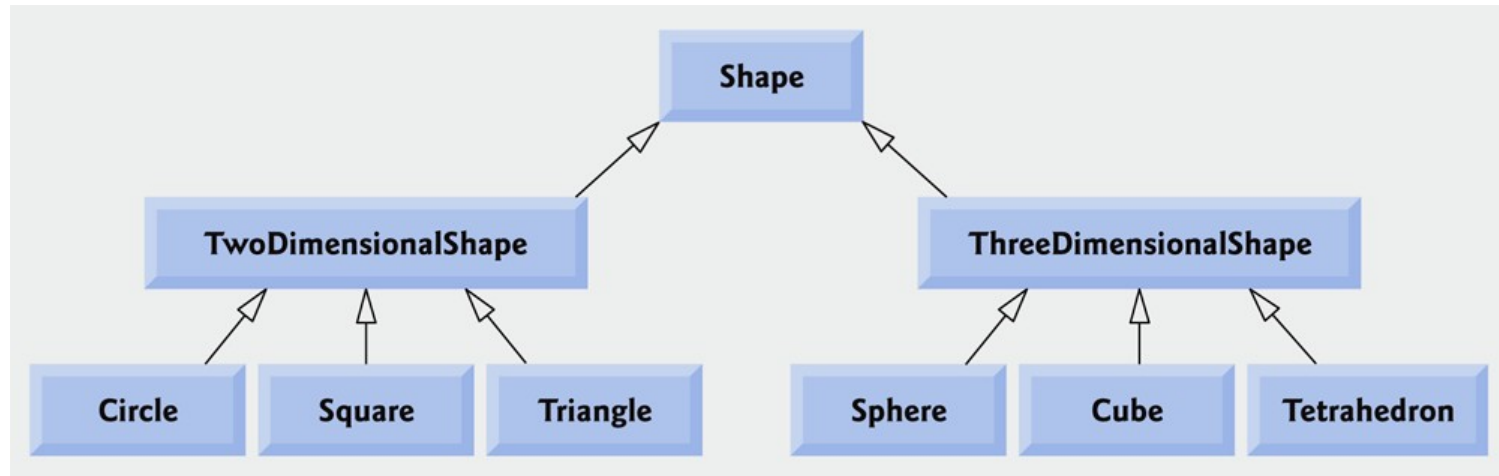 Shape
TwoDimensionalShape
ThreeDimensionalShape
Circle
Square
Triangle
Sphere
Cube
Tetrahedron